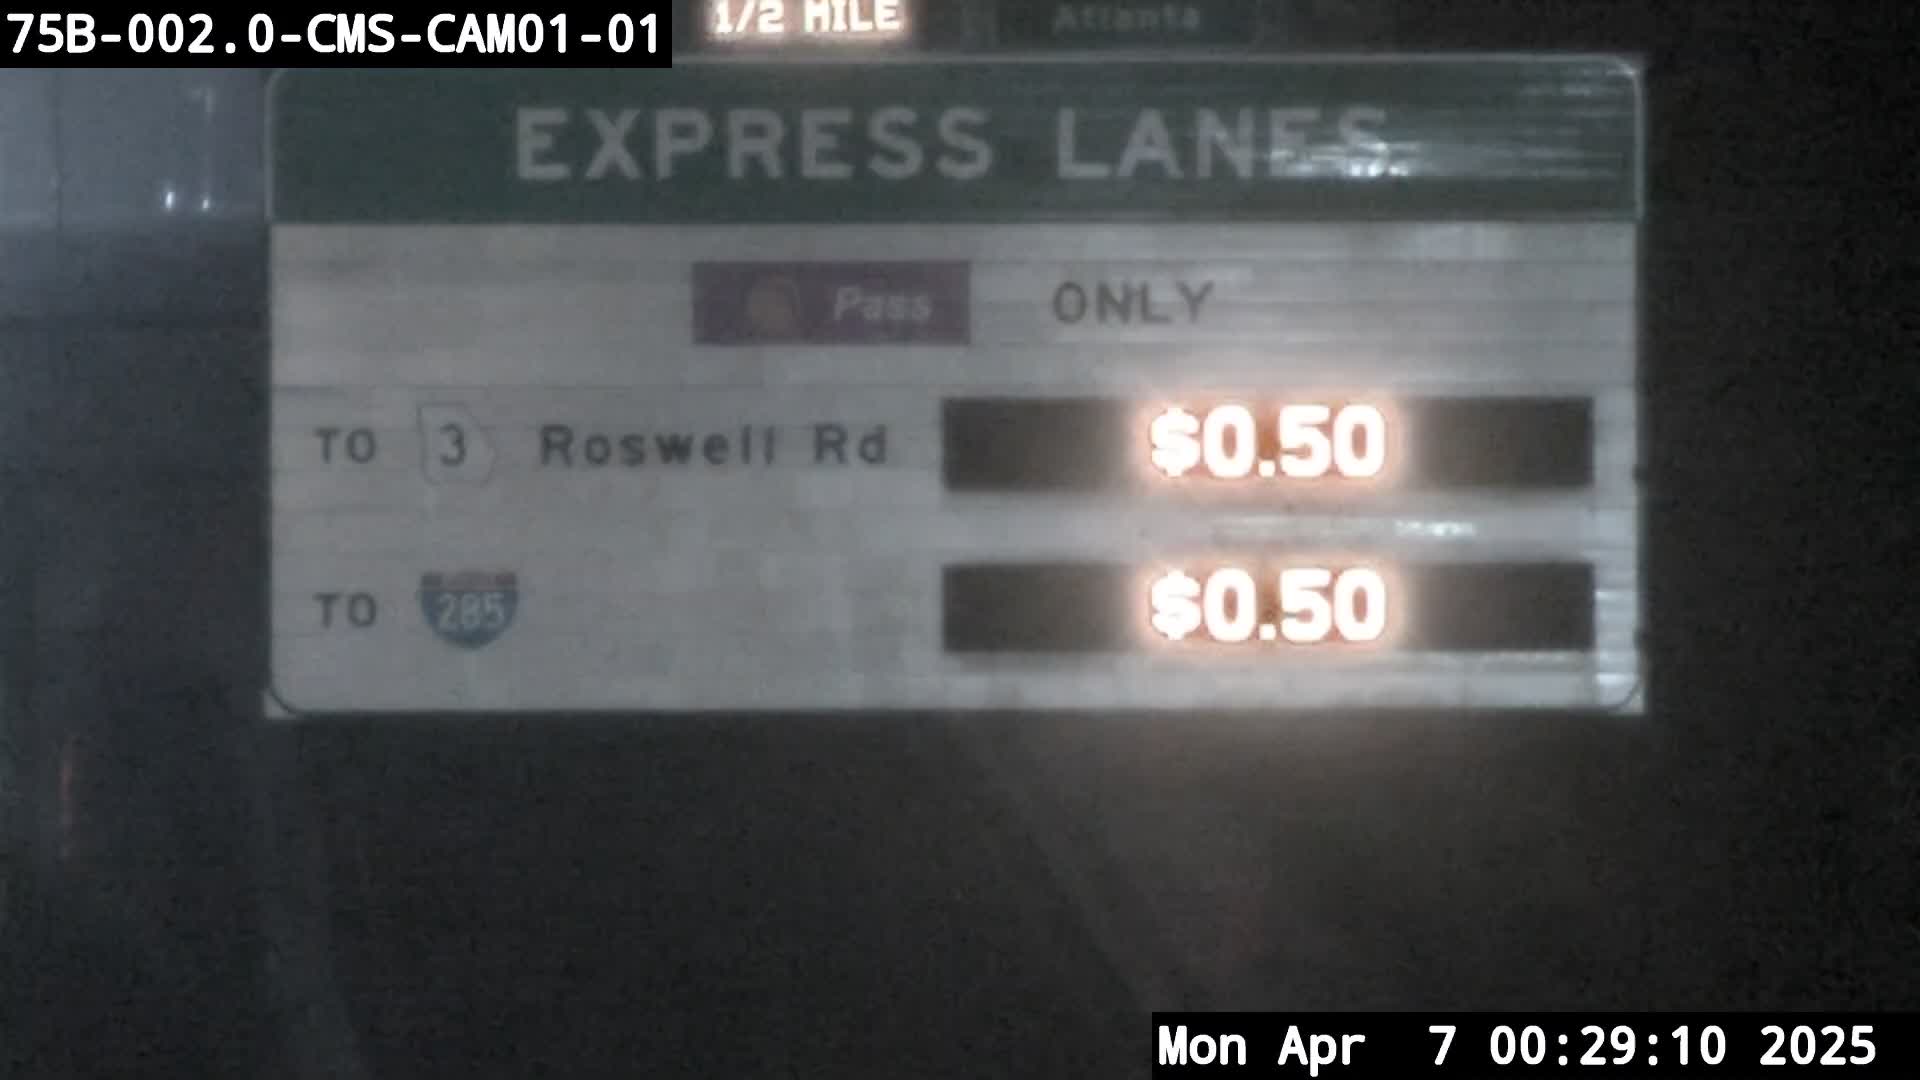 75B-002.0-CMS-CAM01-01
1/2 MILE
Atlanta
EXPRESS LANES
Pass ONLY
TO 3 Roswell Rd $0.50
TO 285 $0.50
Mon Apr 7 00:29:10 2025